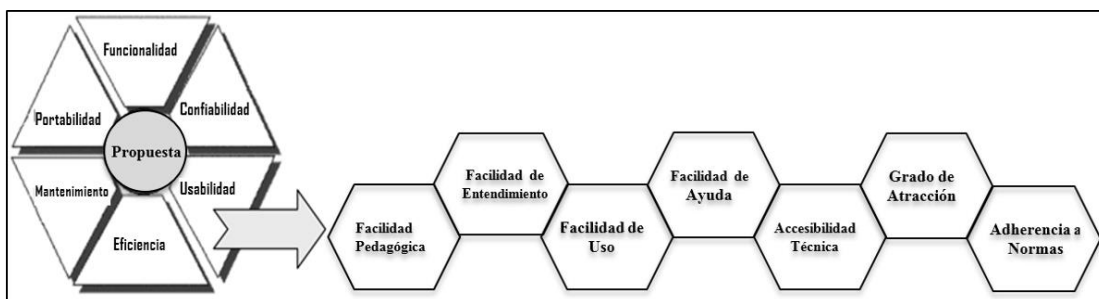 Funcionalidad
Portabilidad
Confiabilidad
Propuesta
Mantenimiento
Usabilidad
Eficiencia
Facilidad
Pedagógica
Facilidad de
Entendimiento
Facilidad de
Uso
Facilidad de
Ayuda
Accesibilidad
Técnica
Grado de
Atracción
Adherencia a
Normas